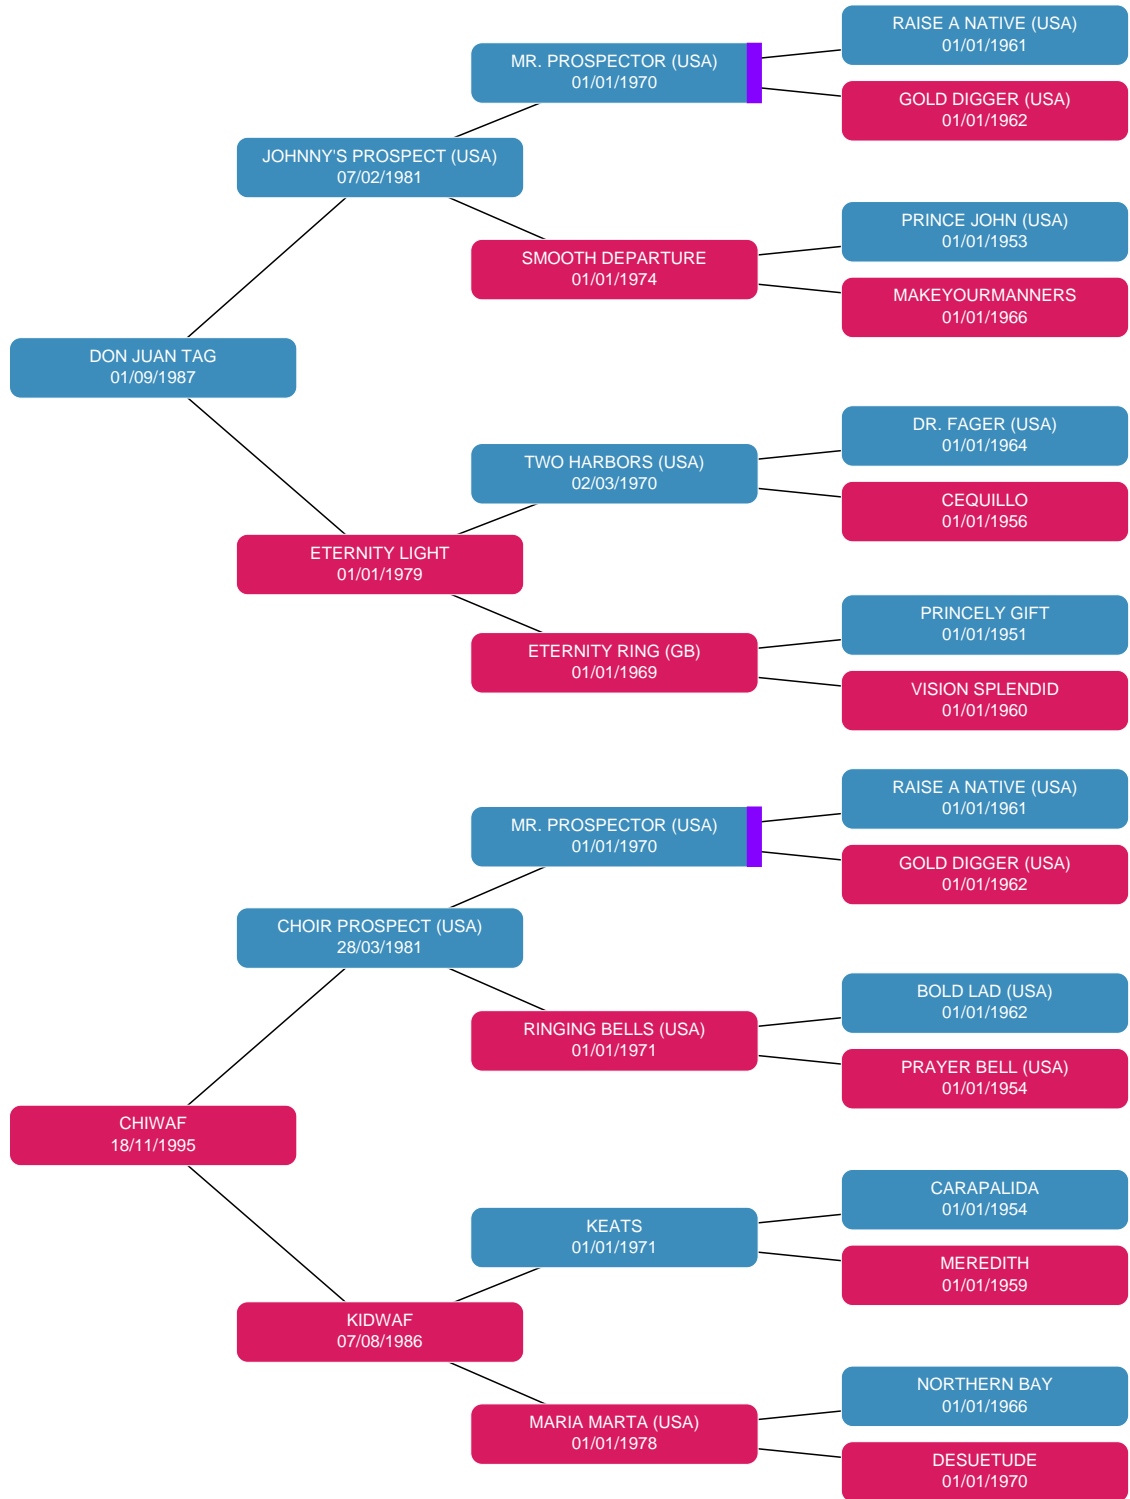 RAISE A NATIVE (USA)
01/01/1961
MR. PROSPECTOR (USA)
01/01/1970
GOLD DIGGER (USA)
01/01/1962
JOHNNY'S PROSPECT (USA)
07/02/1981
PRINCE JOHN (USA)
01/01/1953
SMOOTH DEPARTURE
01/01/1974
MAKEYOURMANNERS
01/01/1966
DON JUAN TAG
01/09/1987
DR. FAGER (USA)
01/01/1964
TWO HARBORS (USA)
02/03/1970
CEQUILLO
01/01/1956
ETERNITY LIGHT
01/01/1979
PRINCELY GIFT
01/01/1951
ETERNITY RING (GB)
01/01/1969
VISION SPLENDID
01/01/1960
RAISE A NATIVE (USA)
01/01/1961
MR. PROSPECTOR (USA)
01/01/1970
GOLD DIGGER (USA)
01/01/1962
CHOIR PROSPECT (USA)
28/03/1981
BOLD LAD (USA)
01/01/1962
RINGING BELLS (USA)
01/01/1971
PRAYER BELL (USA)
01/01/1954
CHIWAF
18/11/1995
CARAPALIDA
01/01/1954
KEATS
01/01/1971
MEREDITH
01/01/1959
KIDWAF
07/08/1986
NORTHERN BAY
01/01/1966
MARIA MARTA (USA)
01/01/1978
DESUETUDE
01/01/1970